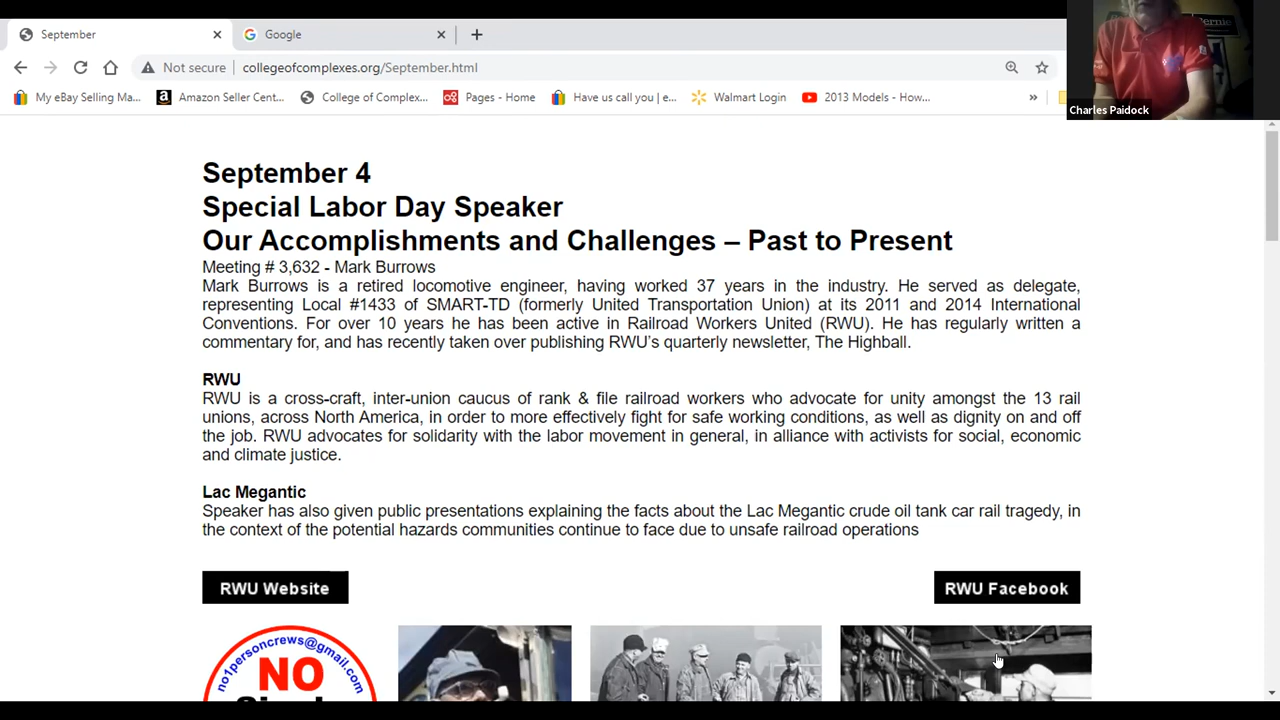 September
Google
Not secure
collegeofcomplexes.org/September.html
My eBay Selling Ma...
Amazon Seller Cent...
College of Complex...
Pages - Home
Have us call you | e...
Walmart Login
2013 Models - How...
»
Bernie
Charles Paidock
September 4
Special Labor Day Speaker
Our Accomplishments and Challenges – Past to Present
Meeting # 3,632 - Mark Burrows
Mark Burrows is a retired locomotive engineer, having worked 37 years in the industry. He served as delegate,
representing Local #1433 of SMART-TD (formerly United Transportation Union) at its 2011 and 2014 International
Conventions. For over 10 years he has been active in Railroad Workers United (RWU). He has regularly written a
commentary for, and has recently taken over publishing RWU's quarterly newsletter, The Highball.
RWU
RWU is a cross-craft, inter-union caucus of rank & file railroad workers who advocate for unity amongst the 13 rail
unions, across North America, in order to more effectively fight for safe working conditions, as well as dignity on and off
the job. RWU advocates for solidarity with the labor movement in general, in alliance with activists for social, economic
and climate justice.
Lac Megantic
Speaker has also given public presentations explaining the facts about the Lac Megantic crude oil tank car rail tragedy, in
the context of the potential hazards communities continue to face due to unsafe railroad operations
RWU Website
RWU Facebook
no1personcrews@gmail.com
NO